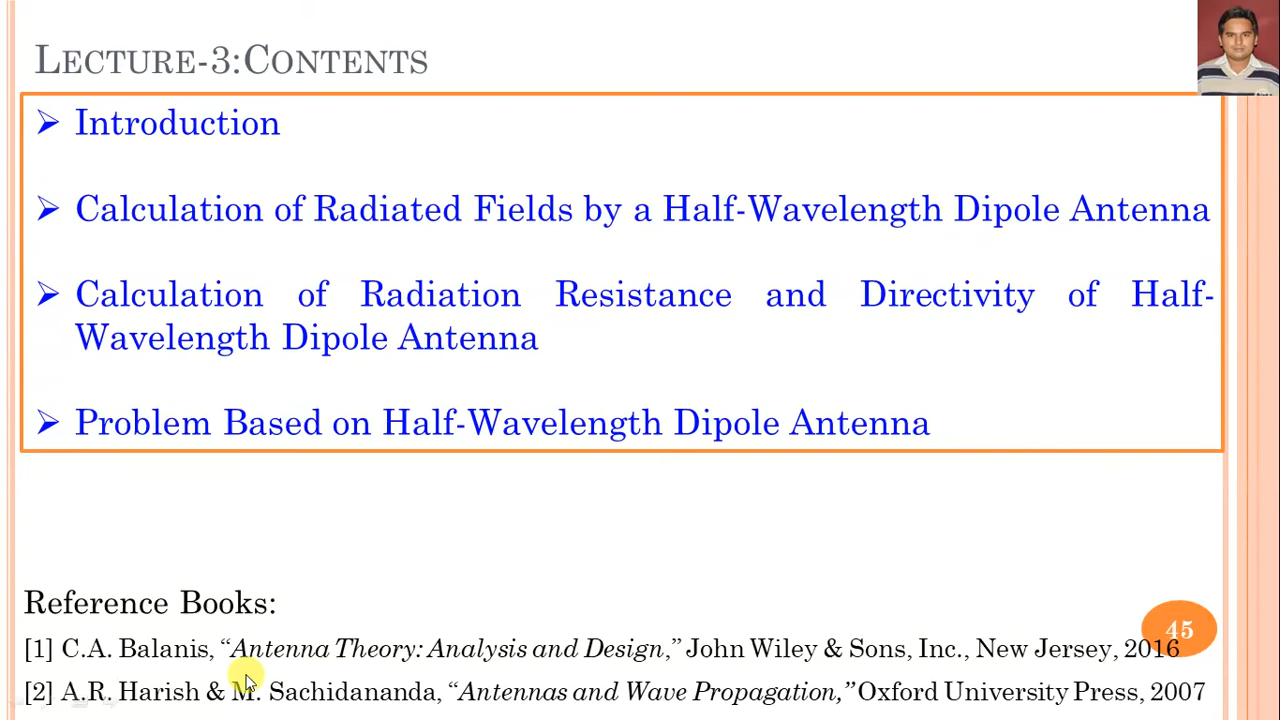 LECTURE-3:CONTENTS
Introduction
Calculation of Radiated Fields by a Half-Wavelength Dipole Antenna
Calculation of Radiation Resistance and Directivity of Half-
Wavelength Dipole Antenna
Problem Based on Half-Wavelength Dipole Antenna
Reference Books:
45
[1] C.A. Balanis, “Antenna Theory: Analysis and Design,” John Wiley & Sons, Inc., New Jersey, 2016
[2] A.R. Harish & M. Sachidananda, “Antennas and Wave Propagation,” Oxford University Press, 2007